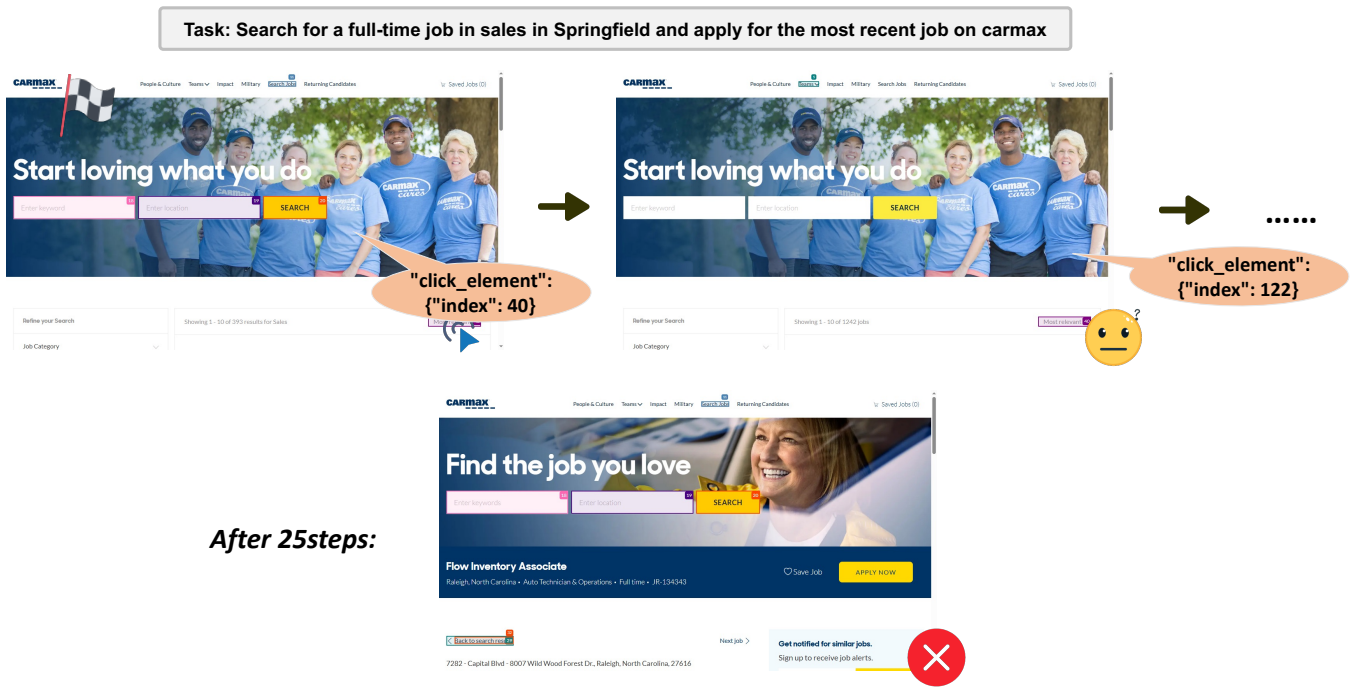 Task: Search for a full-time job in sales in Springfield and apply for the most recent job on carmax
CARMAX
People & Culture Teams Impact Military Search Jobs Returning Candidates
Saved Jobs (0)
Start loving what you do
Enter keyword
Enter location
19
SEARCH
"click_element":
{"index": 40}
Refine your Search
Showing 1 - 10 of 393 results for Sales
Job Category
CARMAX
People & Culture Teams Impact Military Search Jobs Returning Candidates
Saved Jobs (0)
Start loving what you do
Enter keyword
Enter location
SEARCH
"click_element":
{"index": 122}
Refine your Search
Showing 1 - 10 of 1242 jobs
Most relevant
40
Job Category
?
......
After 25steps:
CARMAX
People & Culture Teams Impact Military Search Jobs Returning Candidates
Saved Jobs (0)
Find the job you love
Enter keywords
Enter location
19
SEARCH
Flow Inventory Associate
Raleigh, North Carolina • Auto Technician & Operations • Full time • JR-134343
Save Job
APPLY NOW
Back to search
Next job
Get notified for similar jobs.
Sign up to receive job alerts.
7282 - Capital Blvd - 8007 Wild Wood Forest Dr., Raleigh, North Carolina, 27616